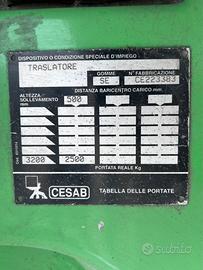 DISPOSITIVO O CONDIZIONE SPECIALE D'IMPIEGO
TRASLATORE
GOMME
N° FABBRICAZIONE
SE
CE223383
ALTEZZA SOLLEVAMENTO mm
DISTANZA BARICENTRO CARICO mm
500
3200
2500
PORTATA REALE Kg
CESAB
TABELLA DELLE PORTATE
Subito